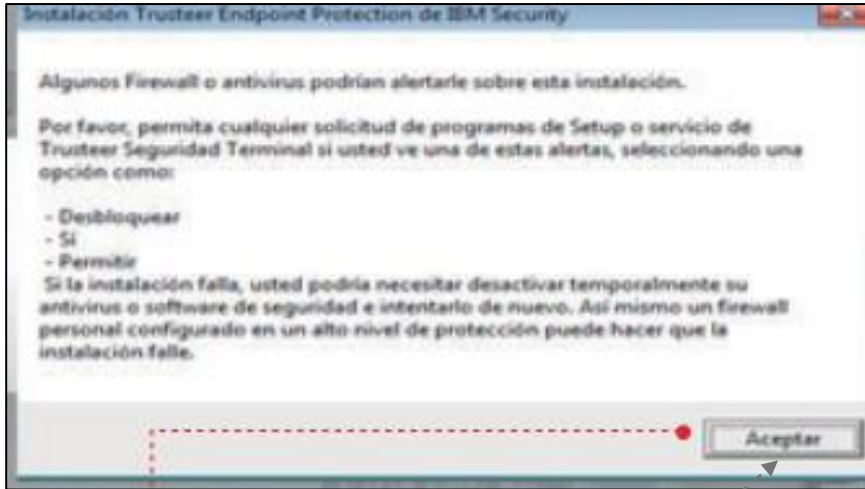 Instalación Trusteer Endpoint Protection de IBM Security
Algunos Firewall o antivirus podrían alertarle sobre esta instalación.
Por favor, permita cualquier solicitud de programas de Setup o servicio de
Trusteer Seguridad Terminal si usted ve una de estas alertas, seleccionando una
opción como:
- Desbloquear
- Si
- Permitir
Si la instalación falla, usted podría necesitar desactivar temporalmente su
antivirus o software de seguridad e intentarlo de nuevo. Así mismo un firewall
personal configurado en un alto nivel de protección puede hacer que la
instalación falle.
Aceptar